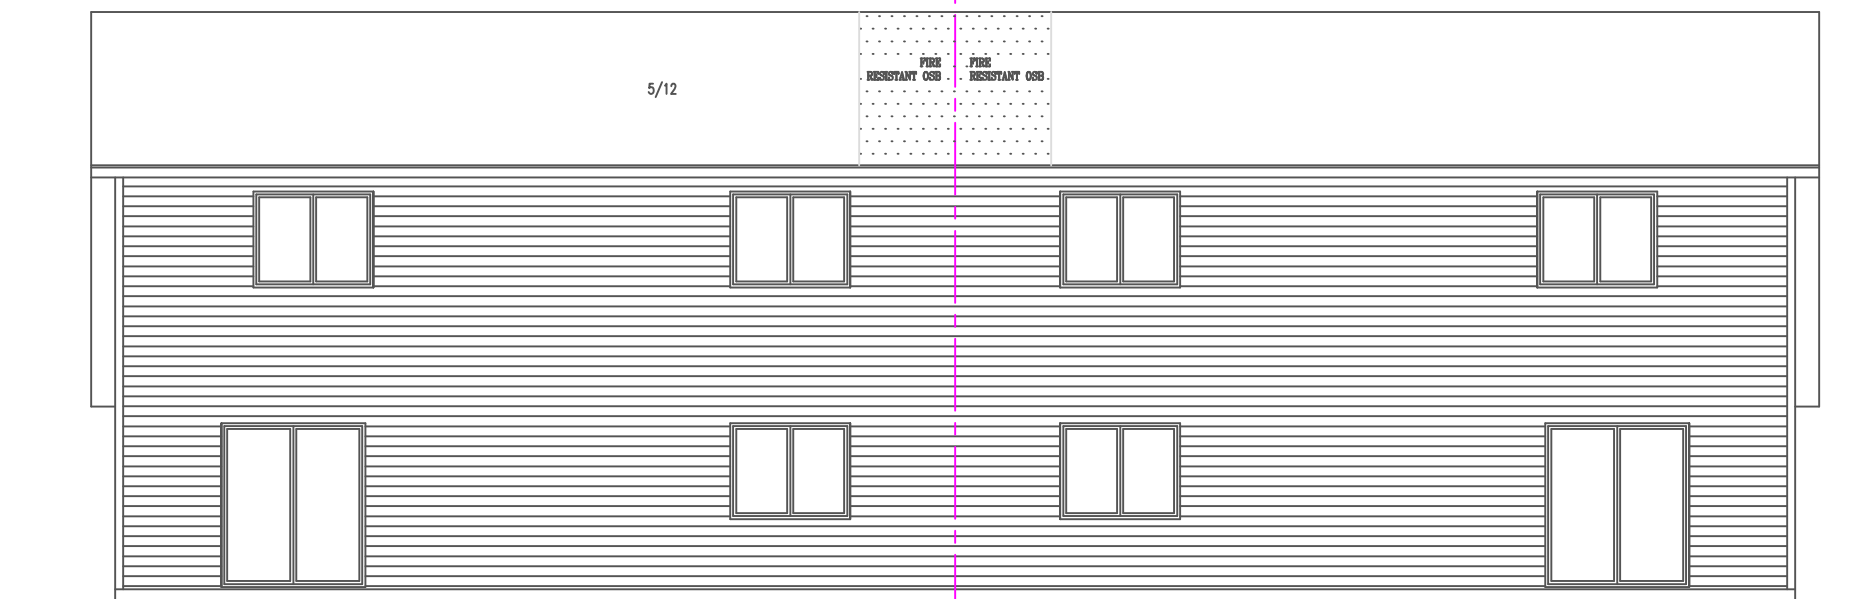 FIRE
RESISTANT OSB
FIRE
RESISTANT OSB
5/12